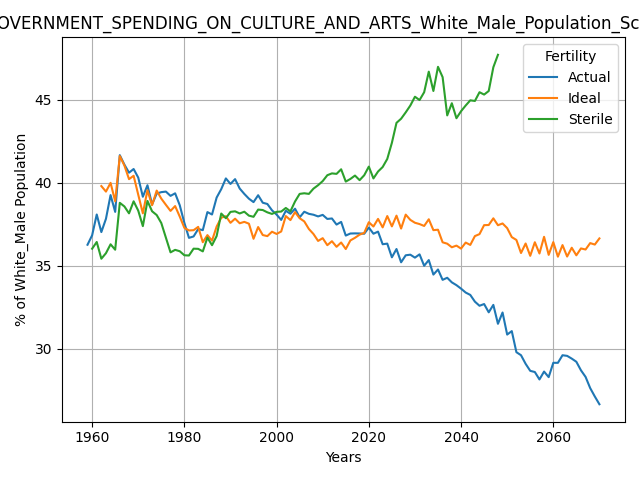 OVERNMENT_SPENDING_ON_CULTURE_AND_ARTS_White_Male_Population_Sc
Fertility
Actual
Ideal
Sterile
% of White_Male Population
45
40
35
30
1960
1980
2000
2020
2040
2060
Years